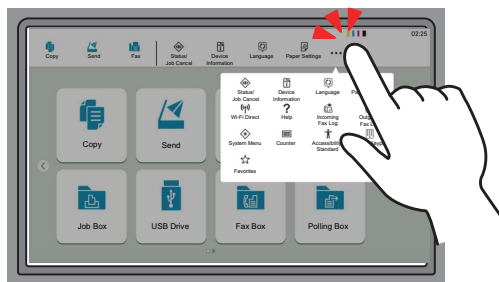 02:25
Copy
Send
Fax
Status/
Job Cancel
Device
Information
Language
Paper Settings
Status/
Job Cancel
Device
Information
Language
Wi-Fi Direct
Help
Incoming
Fax Log
System Menu
Counter
Accessibility
Standard
Favorites
Copy
Send
Job Box
USB Drive
Fax Box
Polling Box